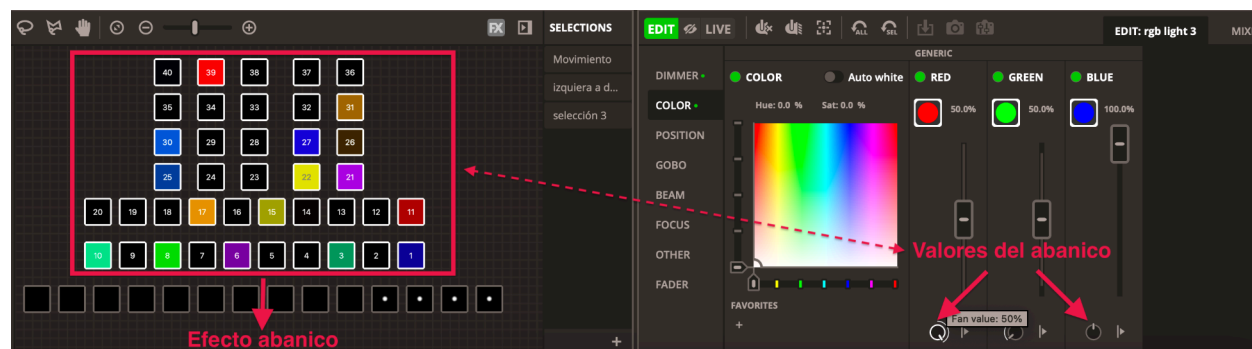 FX
SELECTIONS
EDIT
LIVE
ALL
SEL
EDIT: rgb light 3
MIX
GENERIC
Movimiento
izquiera a d...
selección 3
DIMMER
COLOR
POSITION
GOBO
BEAM
FOCUS
OTHER
FADER
COLOR
Auto white
RED
GREEN
BLUE
Hue: 0.0 %
Sat: 0.0 %
50.0%
50.0%
100.0%
40 39 38 37 36
35 34 33 32 31
30 29 28 27 26
25 24 23 22 21
20 19 18 17 16 15 14 13 12 11
10 9 8 7 6 5 4 3 2 1
Valores del abanico
FAVORITES
+
Fan value: 50%
Efecto abanico
+